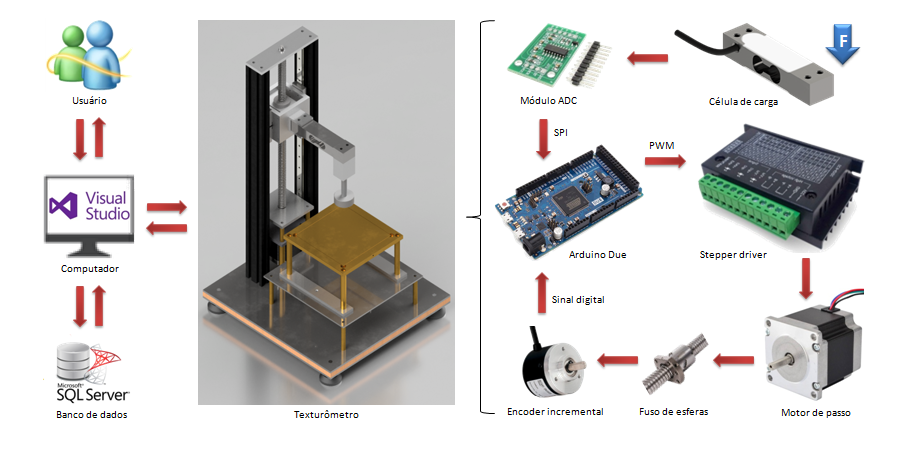 Usuário
Visual
Studio
Computador
Microsoft
SQL Server
Banco de dados
Texturômetro
Módulo ADC
F
Célula de carga
SPI
PWM
Arduino Due
Stepper driver
Sinal digital
Encoder incremental
Fuso de esferas
Motor de passo